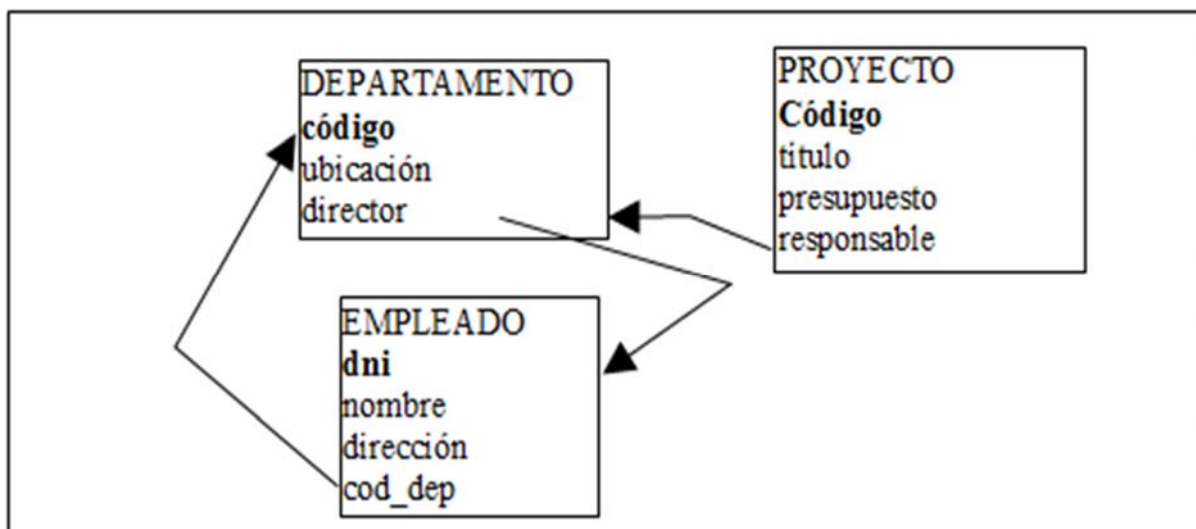 DEPARTAMENTO
código
ubicación
director
PROYECTO
Código
titulo
presupuesto
responsable
EMPLEADO
dni
nombre
dirección
cod_dep